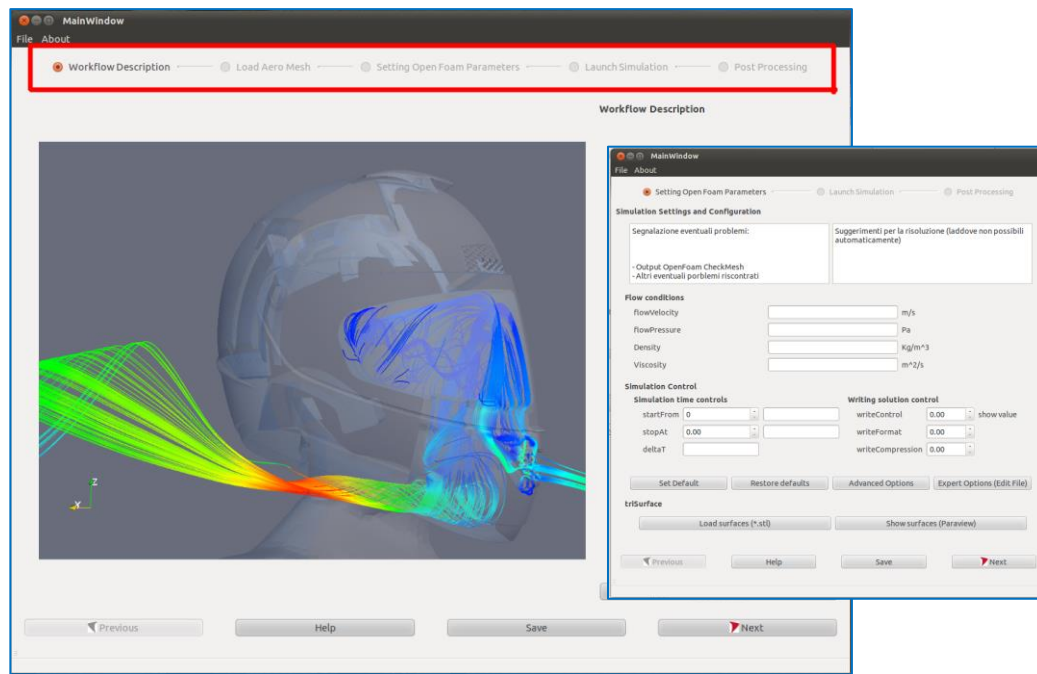 MainWindow
File About
Workflow Description Load Aero Mesh Setting Open Foam Parameters Launch Simulation Post Processing
Workflow Description
Z
Y
Previous Help Save Next
MainWindow
File About
Setting Open Foam Parameters Launch Simulation Post Processing
Simulation Settings and Configuration
Segnalazione eventuali problemi:
- Output OpenFoam CheckMesh
- Altri eventuali porblemi riscontrati
Suggerimenti per la risoluzione (laddove non possibili
automaticamente)
Flow conditions
flowVelocity m/s
flowPressure Pa
Density Kg/m^3
Viscosity m^2/s
Simulation Control
Simulation time controls Writing solution control
startFrom 0 writeControl 0.00 show value
stopAt 0.00 writeFormat 0.00
deltaT writeCompression 0.00
Set Default Restore defaults Advanced Options Expert Options (Edit File)
triSurface
Load surfaces (*.stl) Show surfaces (Paraview)
Previous Help Save Next